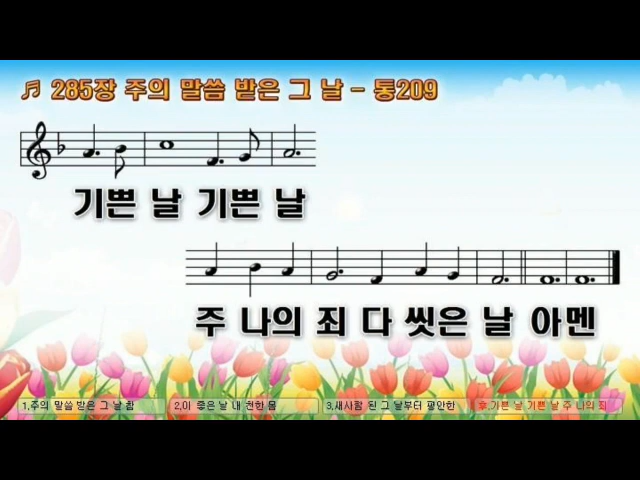 285장 주의 말씀 받은 그 날 - 통209
기쁜 날 기쁜 날
주 나의 죄 다 씻은 날 아멘
1,주의 말씀 받은 그 날 참
2,이 좋은 날 내 천한 몸
3,새사람 된 그 날부터 평안한
후,기쁜 날 기쁜 날 주 나의 죄